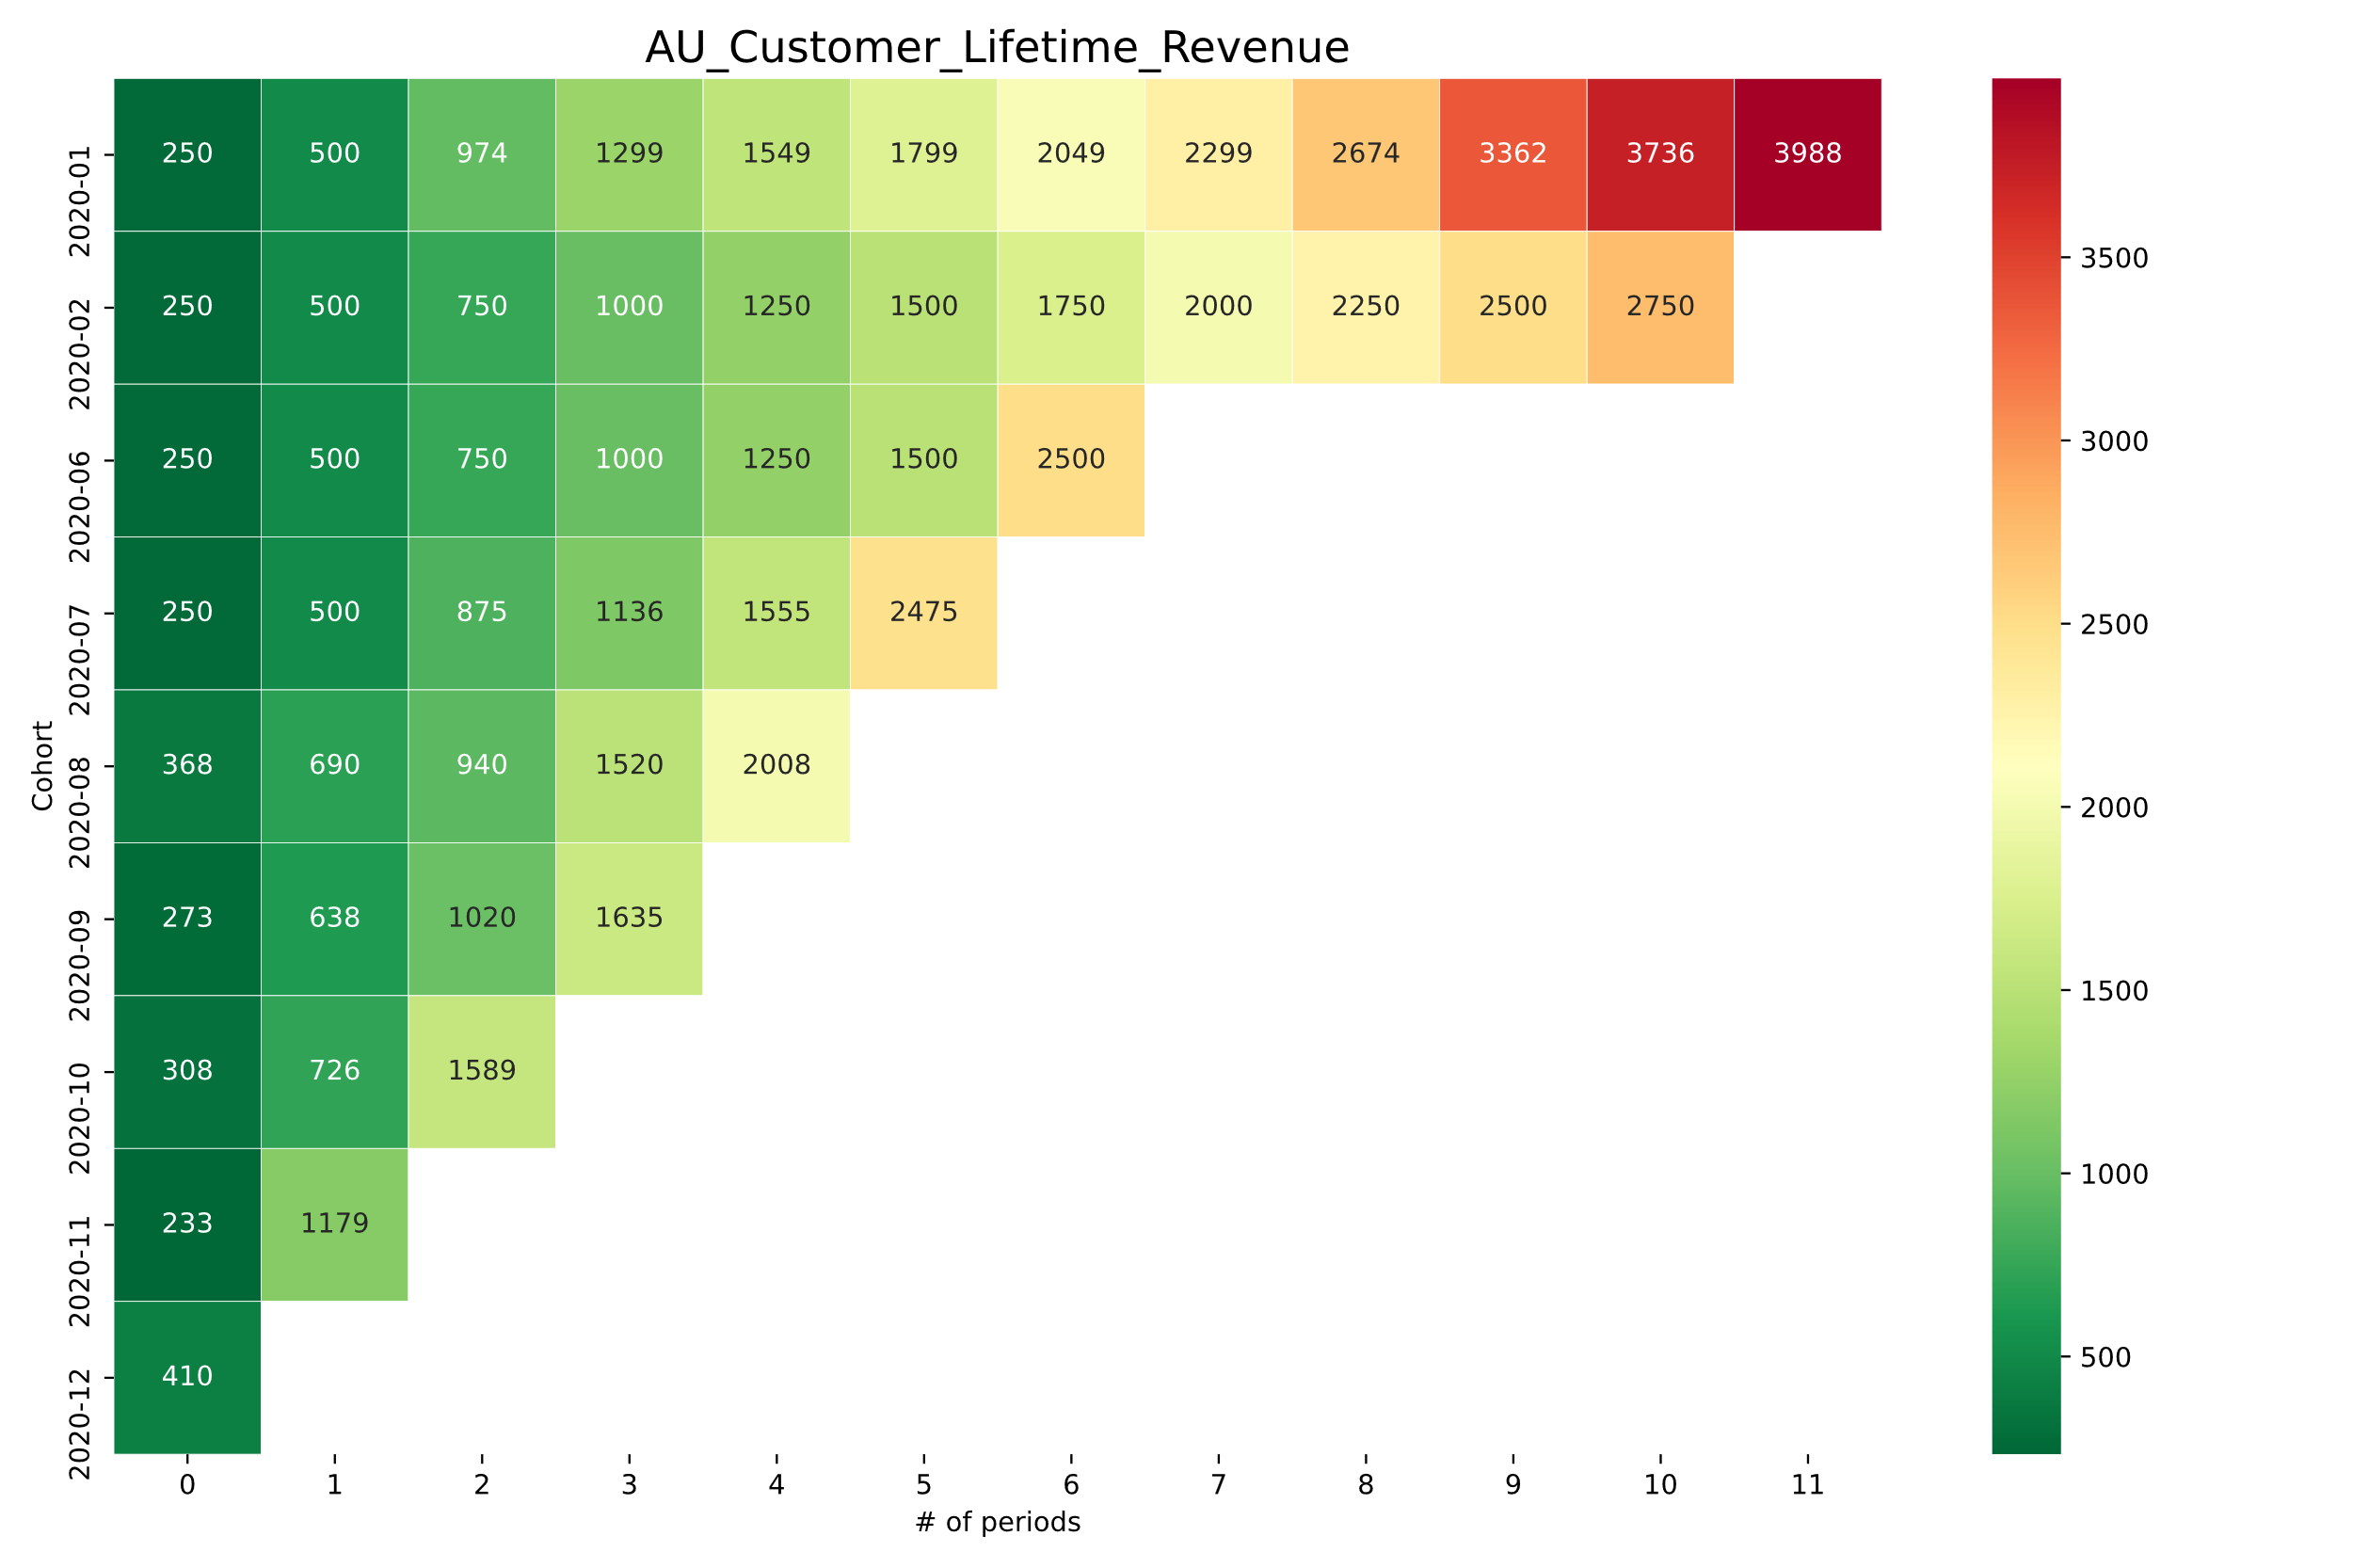 AU_Customer_Lifetime_Revenue
Cohort
2020-01 250 500 974 1299 1549 1799 2049 2299 2674 3362 3736 3988
2020-02 250 500 750 1000 1250 1500 1750 2000 2250 2500 2750
2020-06 250 500 750 1000 1250 1500 2500
2020-07 250 500 875 1136 1555 2475
2020-08 368 690 940 1520 2008
2020-09 273 638 1020 1635
2020-10 308 726 1589
2020-11 233 1179
2020-12 410
0 1 2 3 4 5 6 7 8 9 10 11
# of periods
3500
3000
2500
2000
1500
1000
500